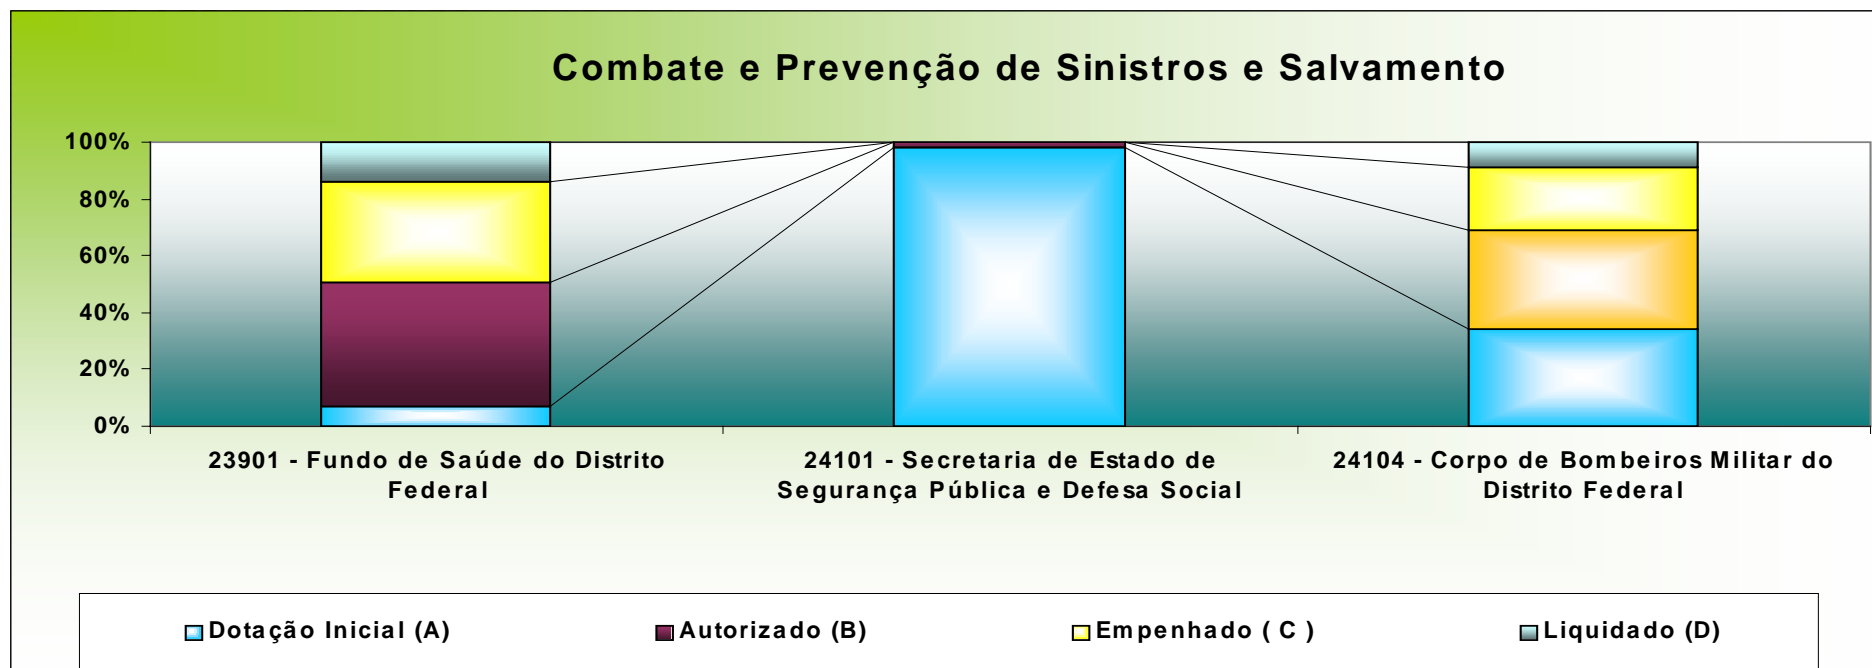 Combate e Prevenção de Sinistros e Salvamento
100%
80%
60%
40%
20%
0%
23901 - Fundo de Saúde do Distrito
Federal
24101 - Secretaria de Estado de
Segurança Pública e Defesa Social
24104 - Corpo de Bombeiros Militar do
Distrito Federal
Dotação Inicial (A)
Autorizado (B)
Empenhado ( C )
Liquidado (D)